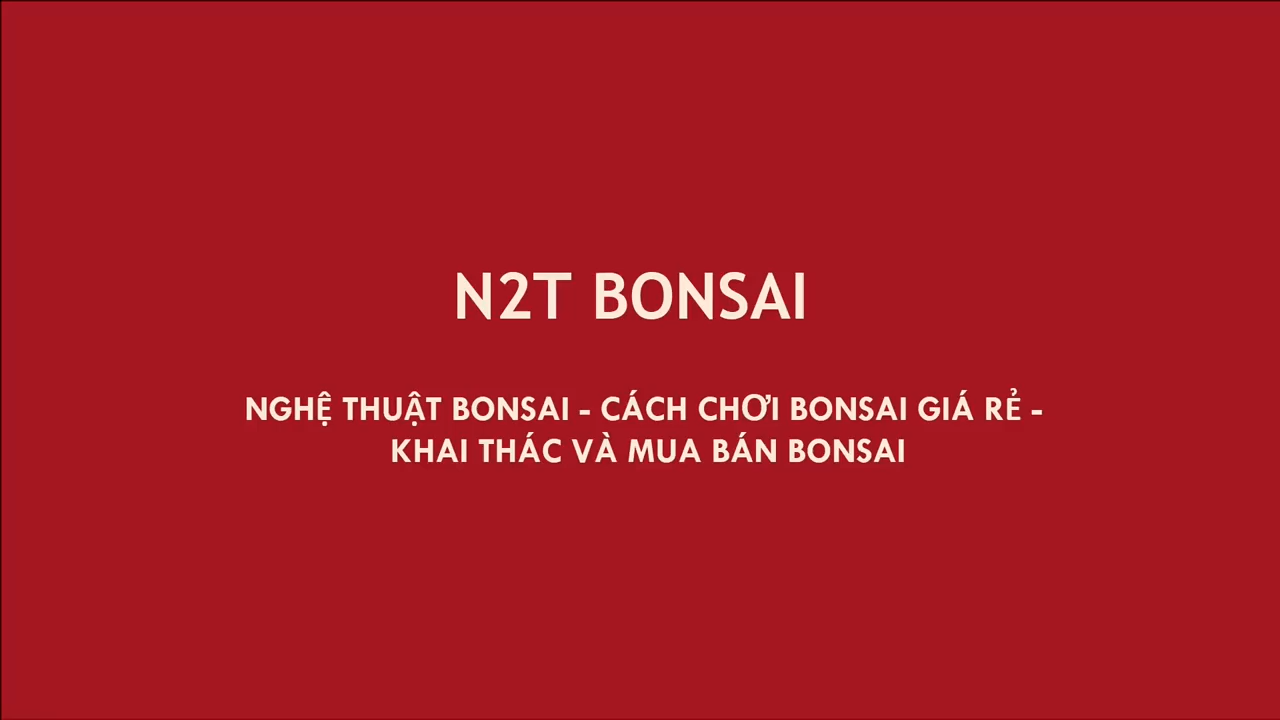 N2T BONSAI
NGHỆ THUẬT BONSAI - CÁCH CHƠI BONSAI GIÁ RẺ -
KHAI THÁC VÀ MUA BÁN BONSAI